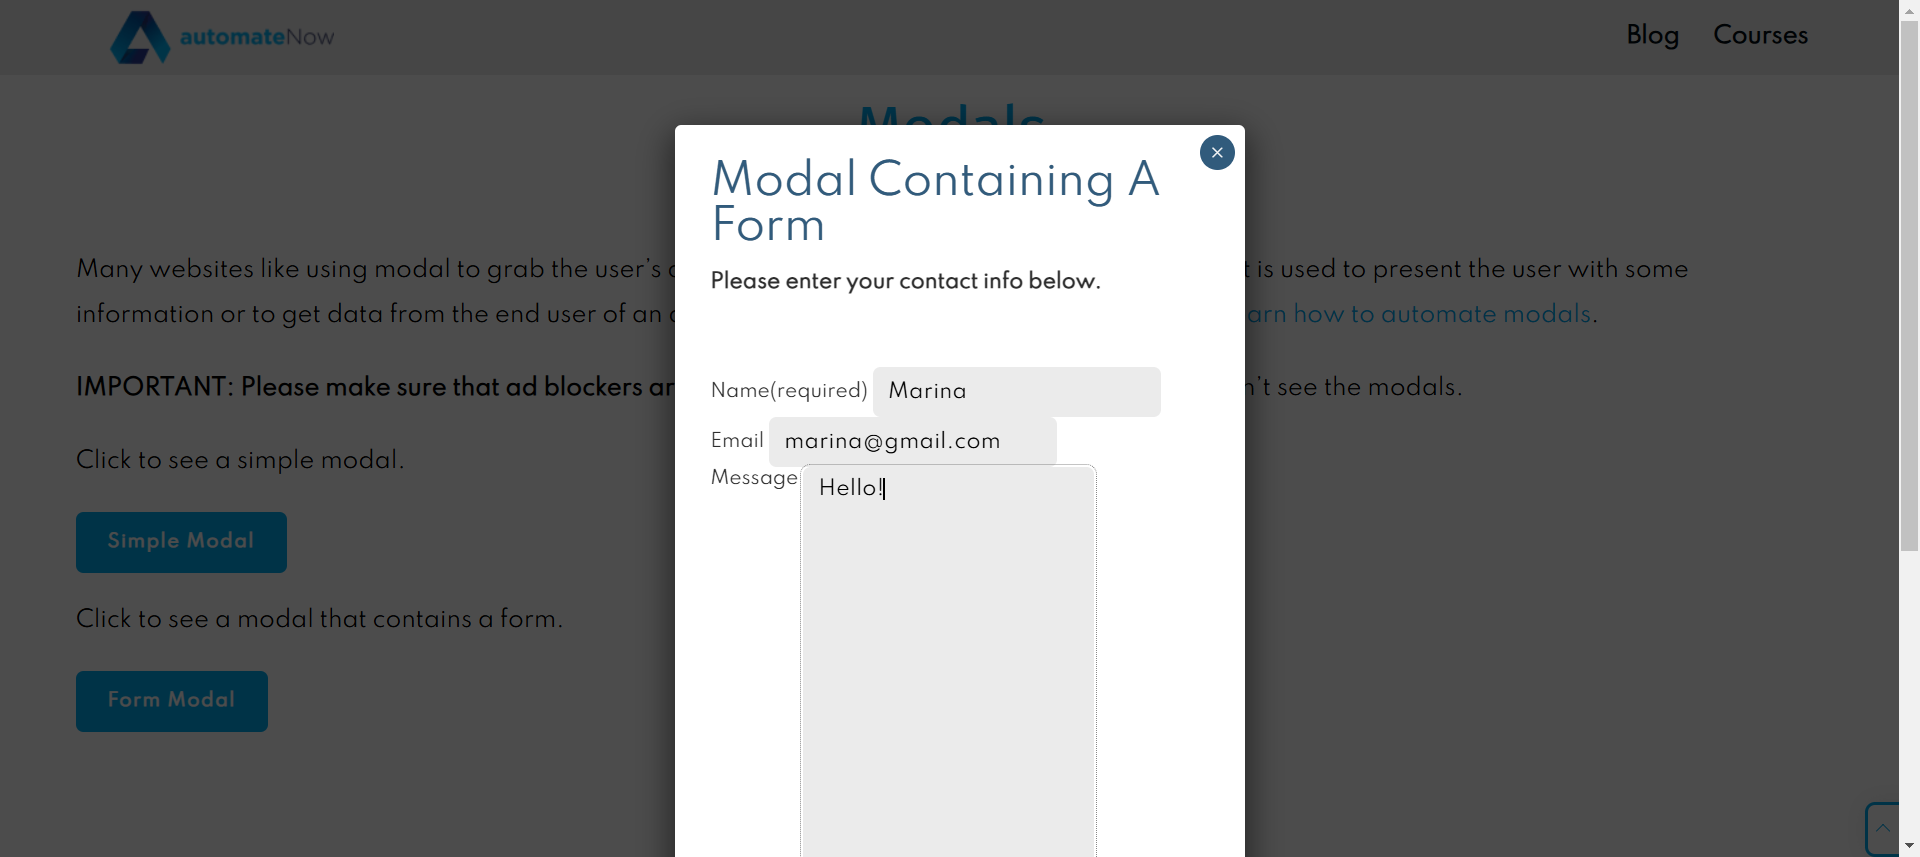 automateNow
Blog Courses
Modals
Modal Containing A
Form
Please enter your contact info below.
Many websites like using modal to grab the user's
t is used to present the user with some
information or to get data from the end user of an
arn how to automate modals.
IMPORTANT: Please make sure that ad blockers ar
n't see the modals.
Name(required) Marina
Email marina@gmail.com
Message Hello!
Click to see a simple modal.
Simple Modal
Click to see a modal that contains a form.
Form Modal